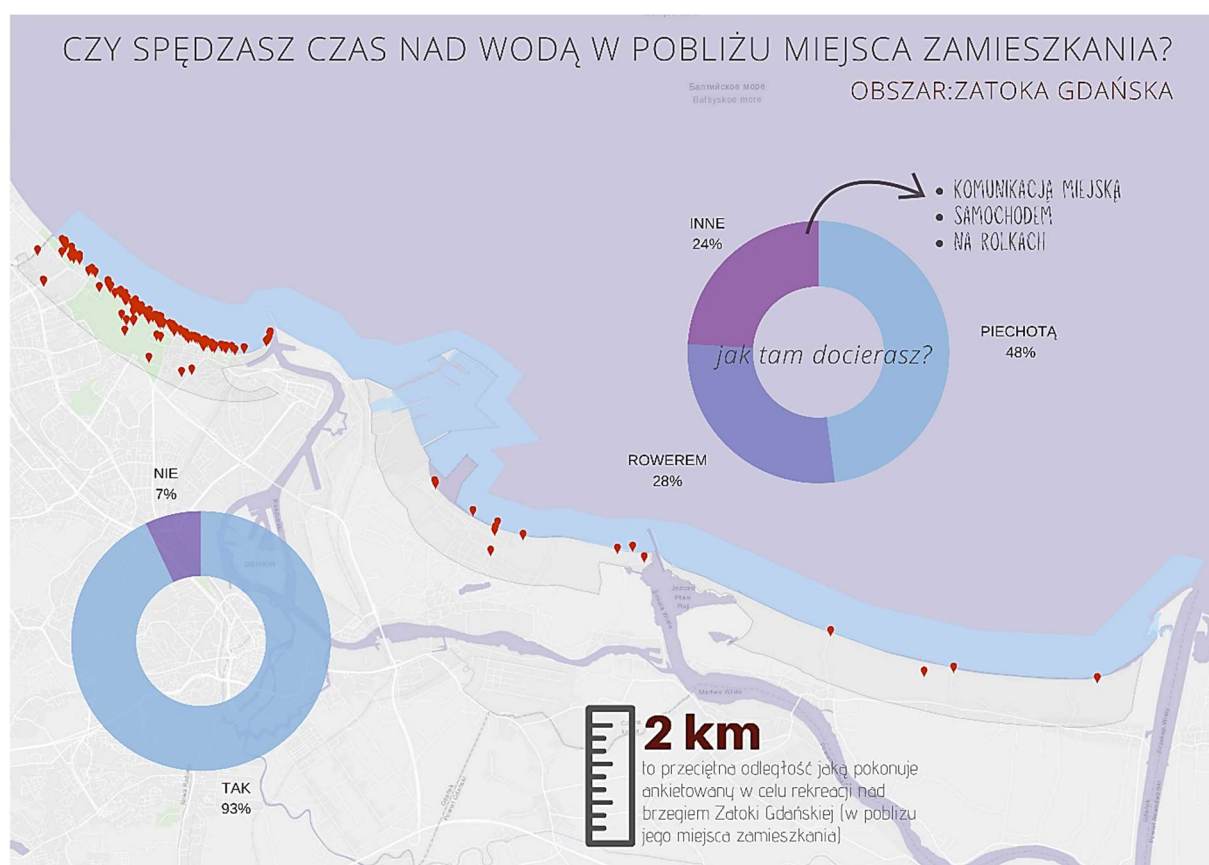 CZY SPĘDZASZ CZAS NAD WODĄ W POBLIŻU MIEJSCA ZAMIESZKANIA?
OBSZAR:ZATOKA GDAŃSKA
Балтийское море
Baltiyskoe more
INNE
24%
KOMUNIKACJĄ MIEJSKĄ
SAMOCHODEM
NA ROLKACH
PIECHOTĄ
48%
jak tam docierasz?
ROWEREM
28%
NIE
7%
TAK
93%
Martwa Wisła
2 km
to przeciętna odległość jaką pokonuje
ankietowany w celu rekreacji nad
brzegiem Zatoki Gdańskiej (w pobliżu
jego miejsca zamieszkania)